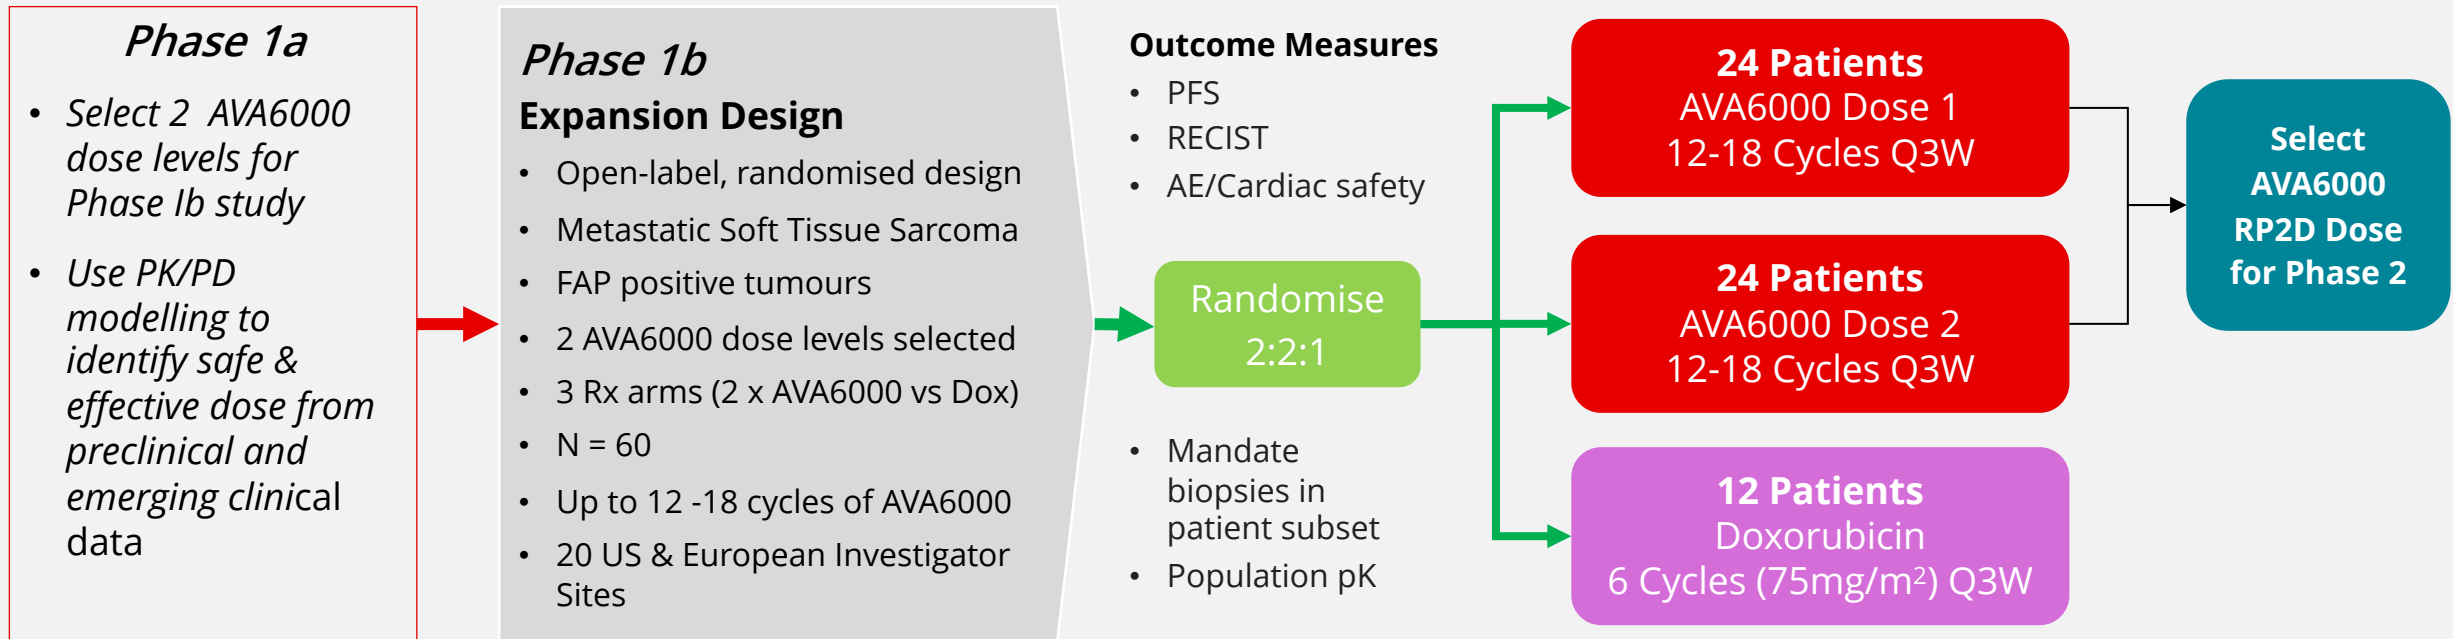 Phase 1a
• Select 2 AVA6000
dose levels for
Phase Ib study
• Use PK/PD
modelling to
identify safe &
effective dose from
preclinical and
emerging clinical
data
Phase 1b
Expansion Design
• Open-label, randomised design
• Metastatic Soft Tissue Sarcoma
• FAP positive tumours
• 2 AVA6000 dose levels selected
• 3 Rx arms (2 x AVA6000 vs Dox)
• N = 60
• Up to 12 -18 cycles of AVA6000
• 20 US & European Investigator
Sites
Outcome Measures
• PFS
• RECIST
• AE/Cardiac safety
Randomise
2:2:1
• Mandate
biopsies in
patient subset
• Population pK
24 Patients
AVA6000 Dose 1
12-18 Cycles Q3W
24 Patients
AVA6000 Dose 2
12-18 Cycles Q3W
12 Patients
Doxorubicin
6 Cycles (75mg/m²) Q3W
Select
AVA6000
RP2D Dose
for Phase 2